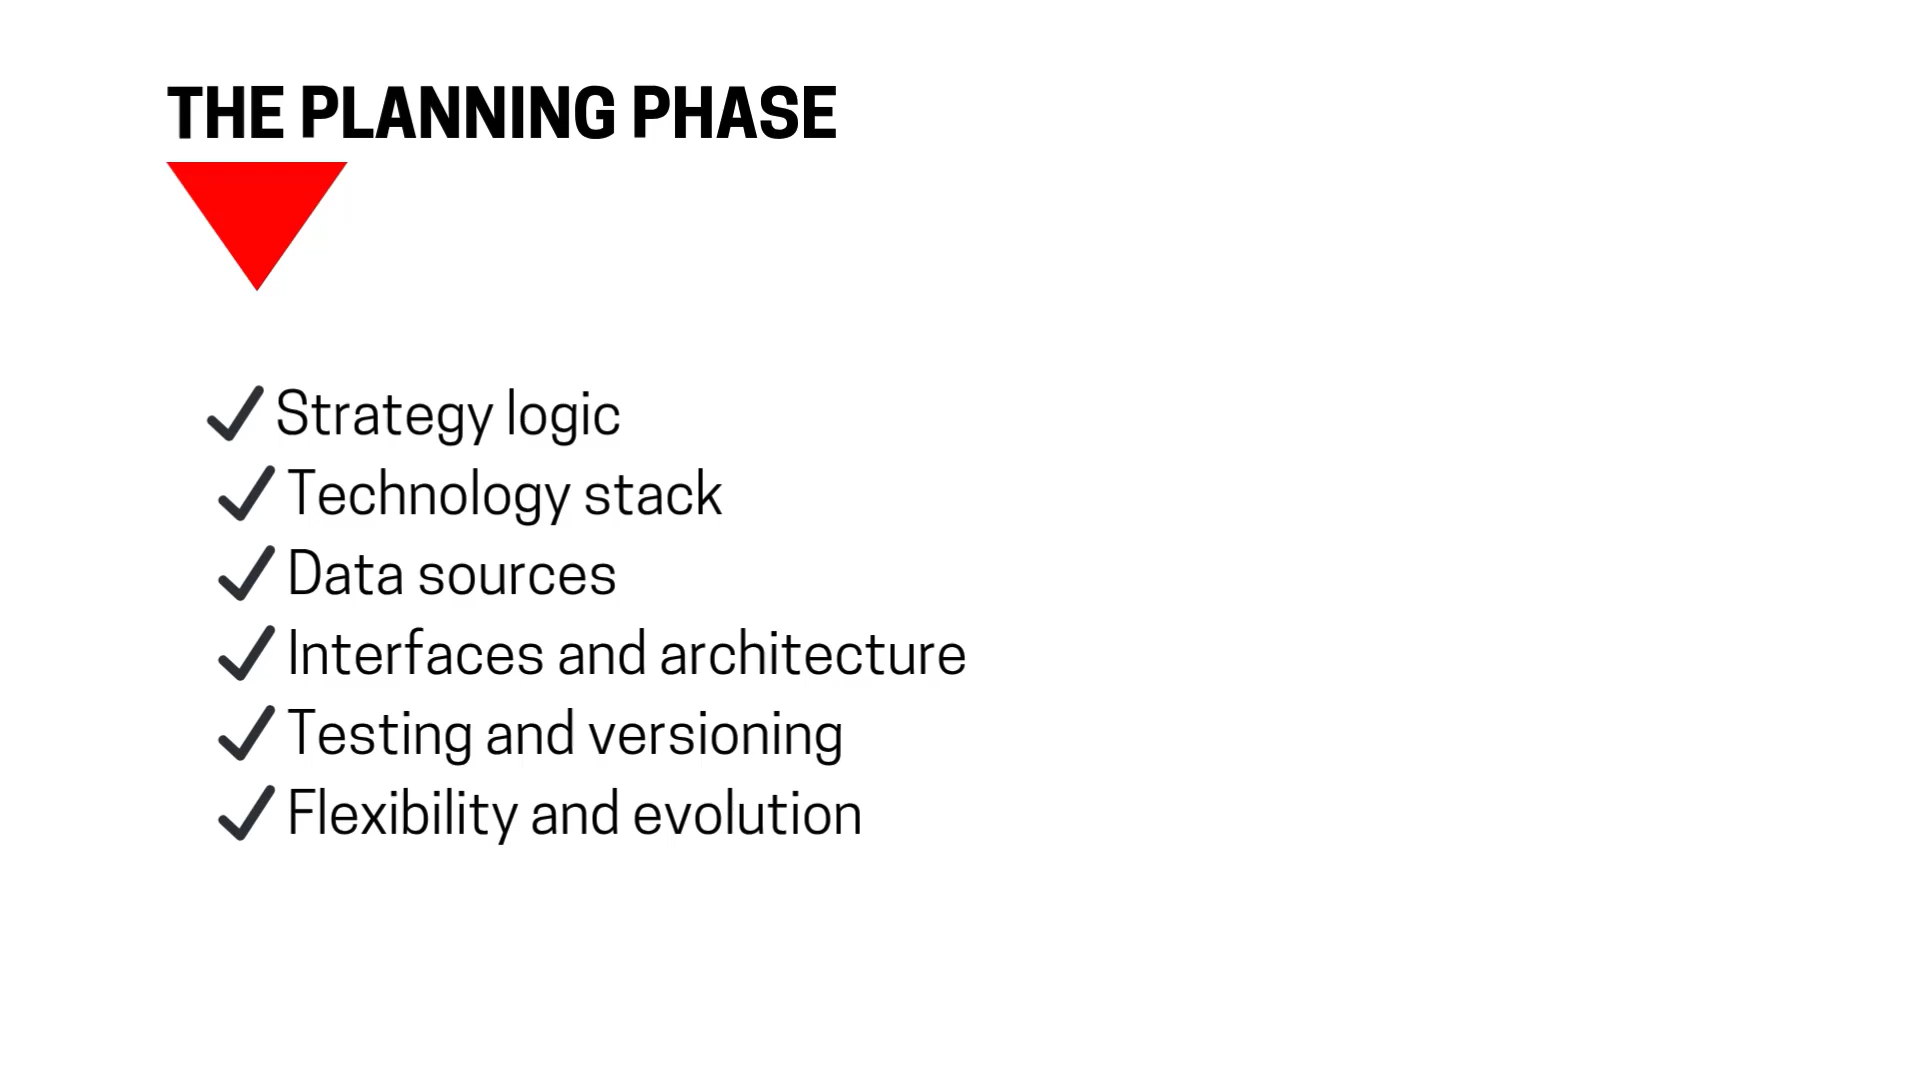 THE PLANNING PHASE
✔ Strategy logic
✔ Technology stack
✔ Data sources
✔ Interfaces and architecture
✔ Testing and versioning
✔ Flexibility and evolution